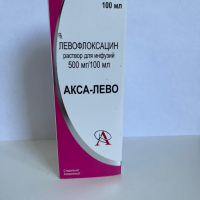 100 мл
ЛЕВОФЛОКСАЦИН
раствор для инфузий
500 мг/100 мл
АКСА-ЛЕВО